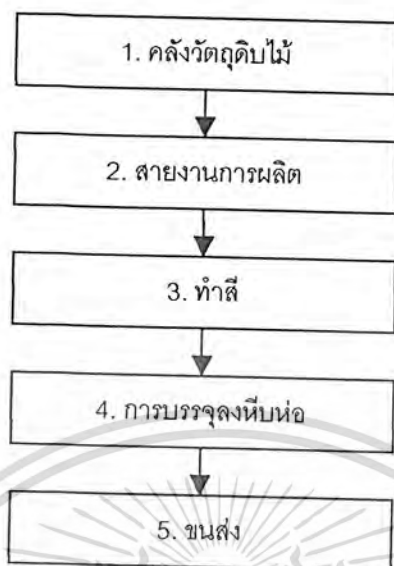 1. คลังวัตถุดิบไม้
2. สายงานการผลิต
3. ทำสี
4. การบรรจุลงหีบห่อ
5. ขนส่ง